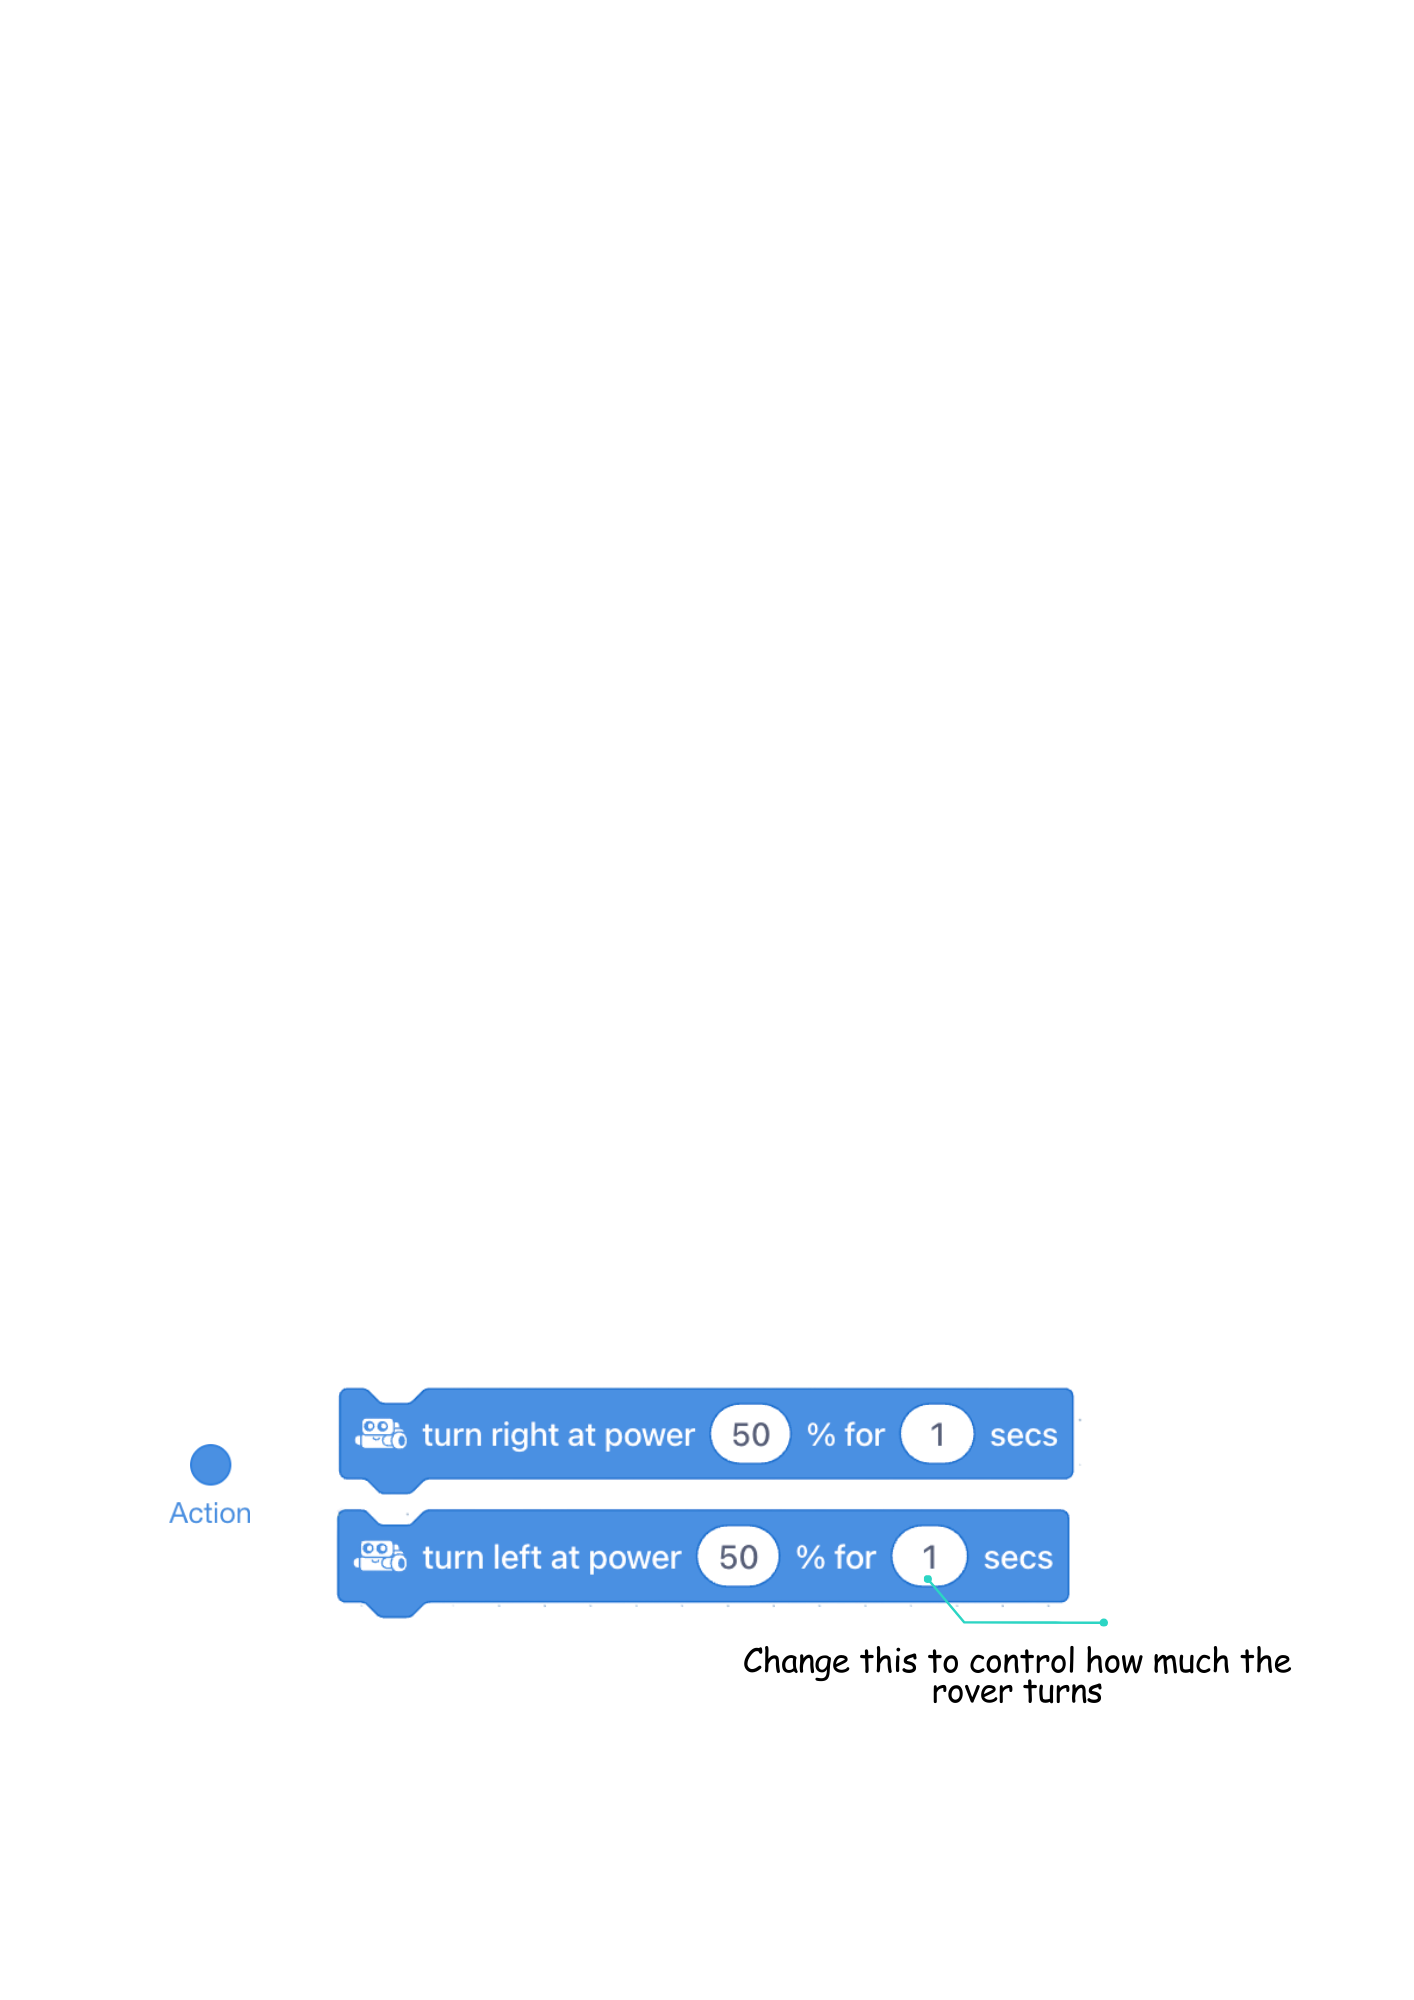 turn right at power 50 % for 1 secs
Action
turn left at power 50 % for 1 secs
Change this to control how much the
rover turns